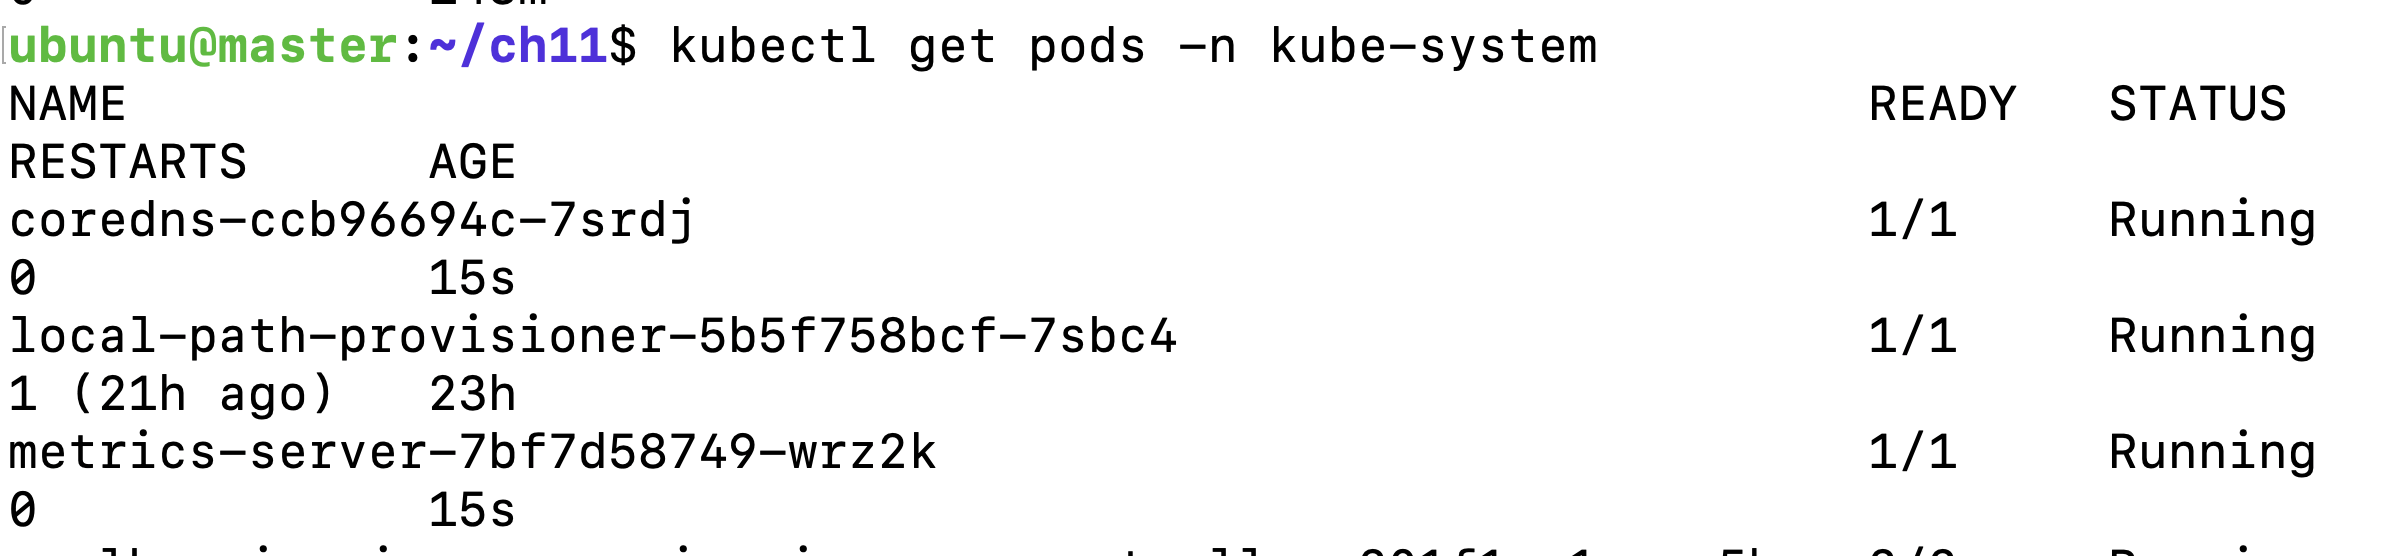 ubuntu@master:~/ch11$ kubectl get pods -n kube-system
NAME READY STATUS
RESTARTS AGE
coredns-ccb96694c-7srdj 1/1 Running
0 15s
local-path-provisioner-5b5f758bcf-7sbc4 1/1 Running
1 (21h ago) 23h
metrics-server-7bf7d58749-wrz2k 1/1 Running
0 15s